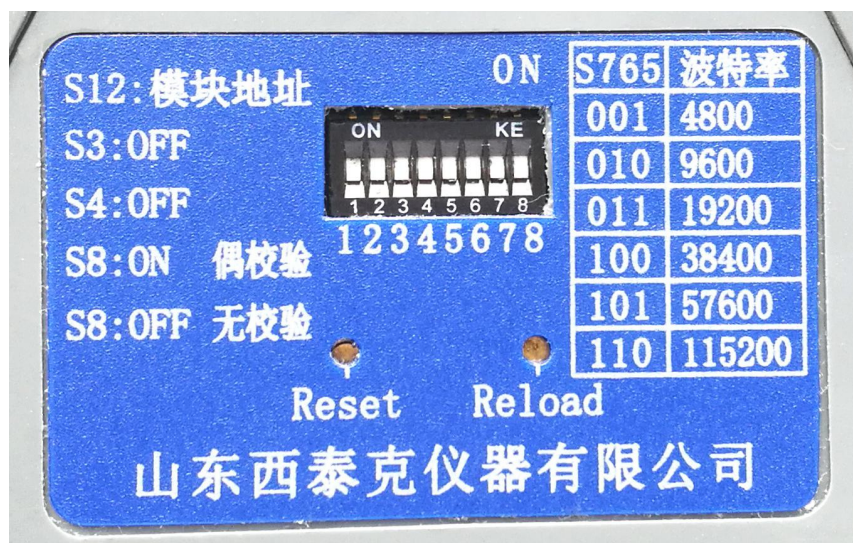 S12:模块地址
S3:OFF
S4:OFF
S8:ON 偶校验
S8:OFF 无校验
ON
ON KE
1 2 3 4 5 6 7 8
12345678
Reset Reload
S765 波特率
001 4800
010 9600
011 19200
100 38400
101 57600
110 115200
山东西泰克仪器有限公司